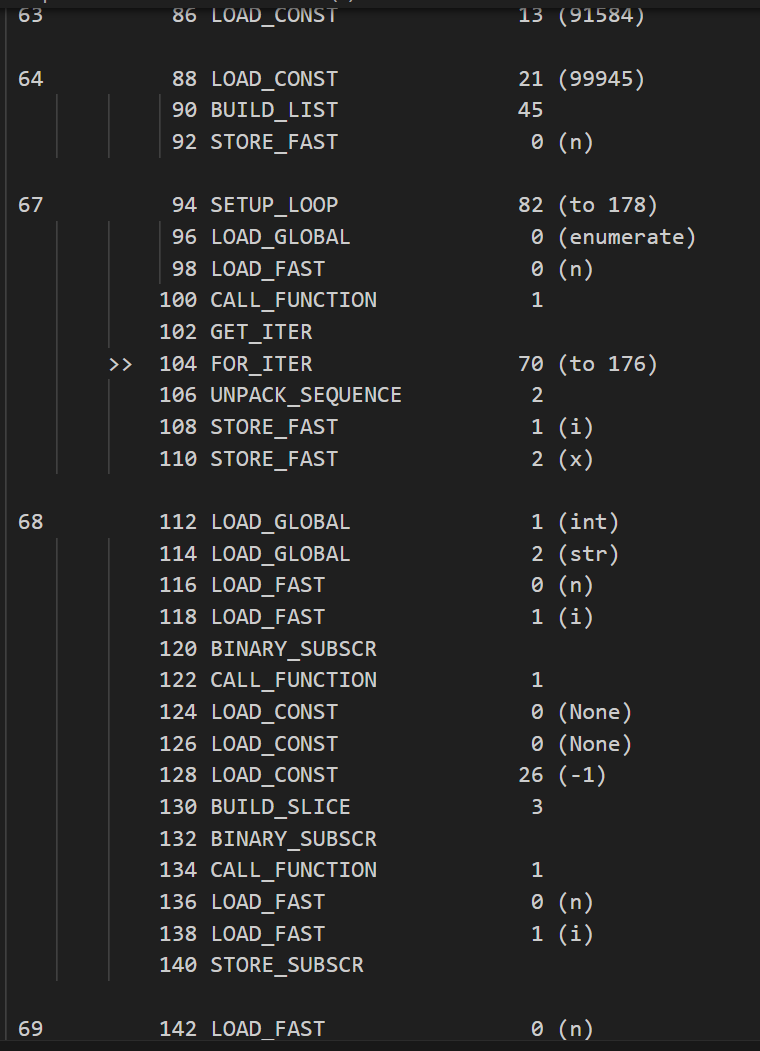 63 86 LOAD_CONST 13 (91584)
64 88 LOAD_CONST 21 (99945)
90 BUILD_LIST 45
92 STORE_FAST 0 (n)
67 94 SETUP_LOOP 82 (to 178)
96 LOAD_GLOBAL 0 (enumerate)
98 LOAD_FAST 0 (n)
100 CALL_FUNCTION 1
102 GET_ITER
>> 104 FOR_ITER 70 (to 176)
106 UNPACK_SEQUENCE 2
108 STORE_FAST 1 (i)
110 STORE_FAST 2 (x)
68 112 LOAD_GLOBAL 1 (int)
114 LOAD_GLOBAL 2 (str)
116 LOAD_FAST 0 (n)
118 LOAD_FAST 1 (i)
120 BINARY_SUBSCR
122 CALL_FUNCTION 1
124 LOAD_CONST 0 (None)
126 LOAD_CONST 0 (None)
128 LOAD_CONST 26 (-1)
130 BUILD_SLICE 3
132 BINARY_SUBSCR
134 CALL_FUNCTION 1
136 LOAD_FAST 0 (n)
138 LOAD_FAST 1 (i)
140 STORE_SUBSCR
69 142 LOAD_FAST 0 (n)